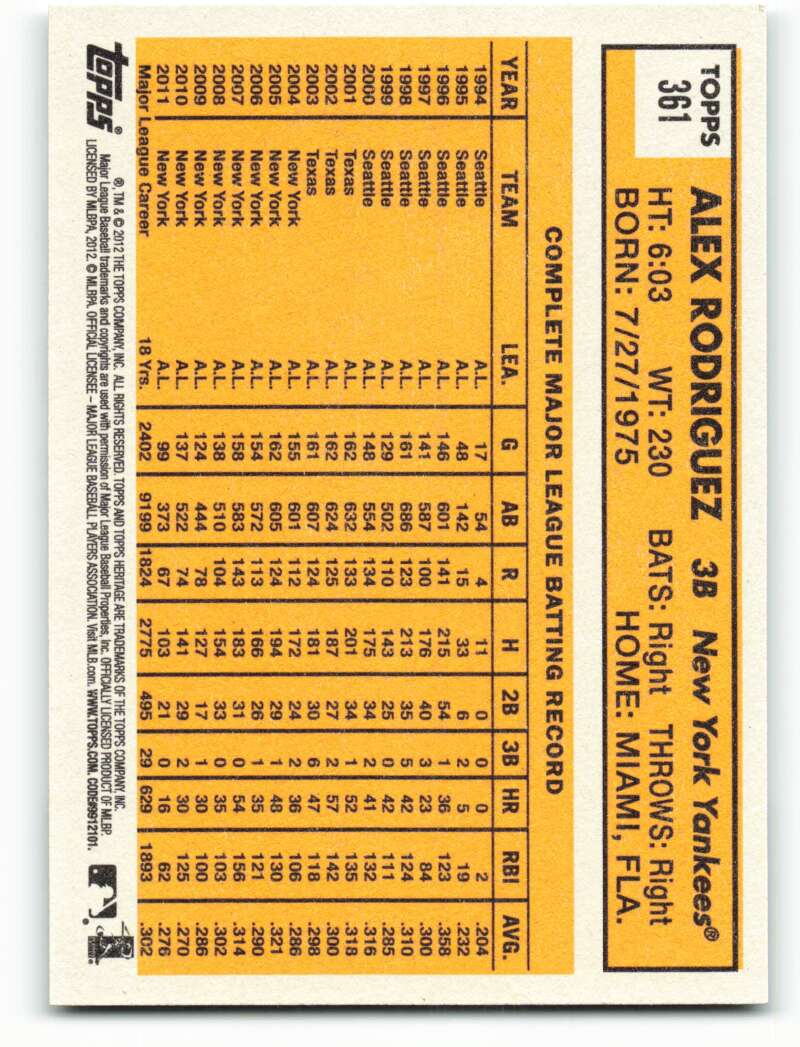 TOPPS
361
ALEX RODRIGUEZ 3B New York Yankees®
HT: 6:03 WT: 230 BATS: Right THROWS: Right
BORN: 7/27/1975 HOME: MIAMI, FLA.
COMPLETE MAJOR LEAGUE BATTING RECORD
YEAR TEAM LEA. G AB R H 2B 3B HR RBI AVG.
1994 Seattle A.L. 17 54 4 11 0 0 0 2 .204
1995 Seattle A.L. 48 142 15 33 6 2 5 19 .232
1996 Seattle A.L. 146 601 141 215 54 1 36 123 .358
1997 Seattle A.L. 141 587 100 176 40 3 23 84 .300
1998 Seattle A.L. 161 686 123 213 35 5 42 124 .310
1999 Seattle A.L. 129 502 110 143 25 0 42 111 .285
2000 Seattle A.L. 148 554 134 175 34 2 41 132 .316
2001 Texas A.L. 162 632 133 201 34 1 52 135 .318
2002 Texas A.L. 162 624 125 187 27 2 57 142 .300
2003 Texas A.L. 161 607 124 181 30 6 47 118 .298
2004 New York A.L. 155 601 112 172 24 2 36 106 .286
2005 New York A.L. 162 605 124 194 29 1 48 130 .321
2006 New York A.L. 154 572 113 166 26 1 35 121 .290
2007 New York A.L. 158 583 143 183 31 0 54 156 .314
2008 New York A.L. 138 510 104 154 33 0 35 103 .302
2009 New York A.L. 124 444 78 127 17 1 30 100 .286
2010 New York A.L. 137 522 74 141 29 2 30 125 .270
2011 New York A.L. 99 373 67 103 21 0 16 62 .276
Major League Career 18 Yrs. 2402 9199 1824 2775 495 29 629 1893 .302
topps®
®, TM & © 2012 THE TOPPS COMPANY, INC. ALL RIGHTS RESERVED. TOPPS AND TOPPS HERITAGE ARE TRADEMARKS OF THE TOPPS COMPANY, INC.
Major League Baseball trademarks and copyrights are used with permission of Major League Baseball Properties, Inc. OFFICIALLY LICENSED PRODUCT OF MLBP.
LICENSED BY MLBPA, 2012. © MLBPA. OFFICIAL LICENSEE – MAJOR LEAGUE BASEBALL PLAYERS ASSOCIATION. Visit MLB.com. WWW.TOPPS.COM. CODE#9912101.